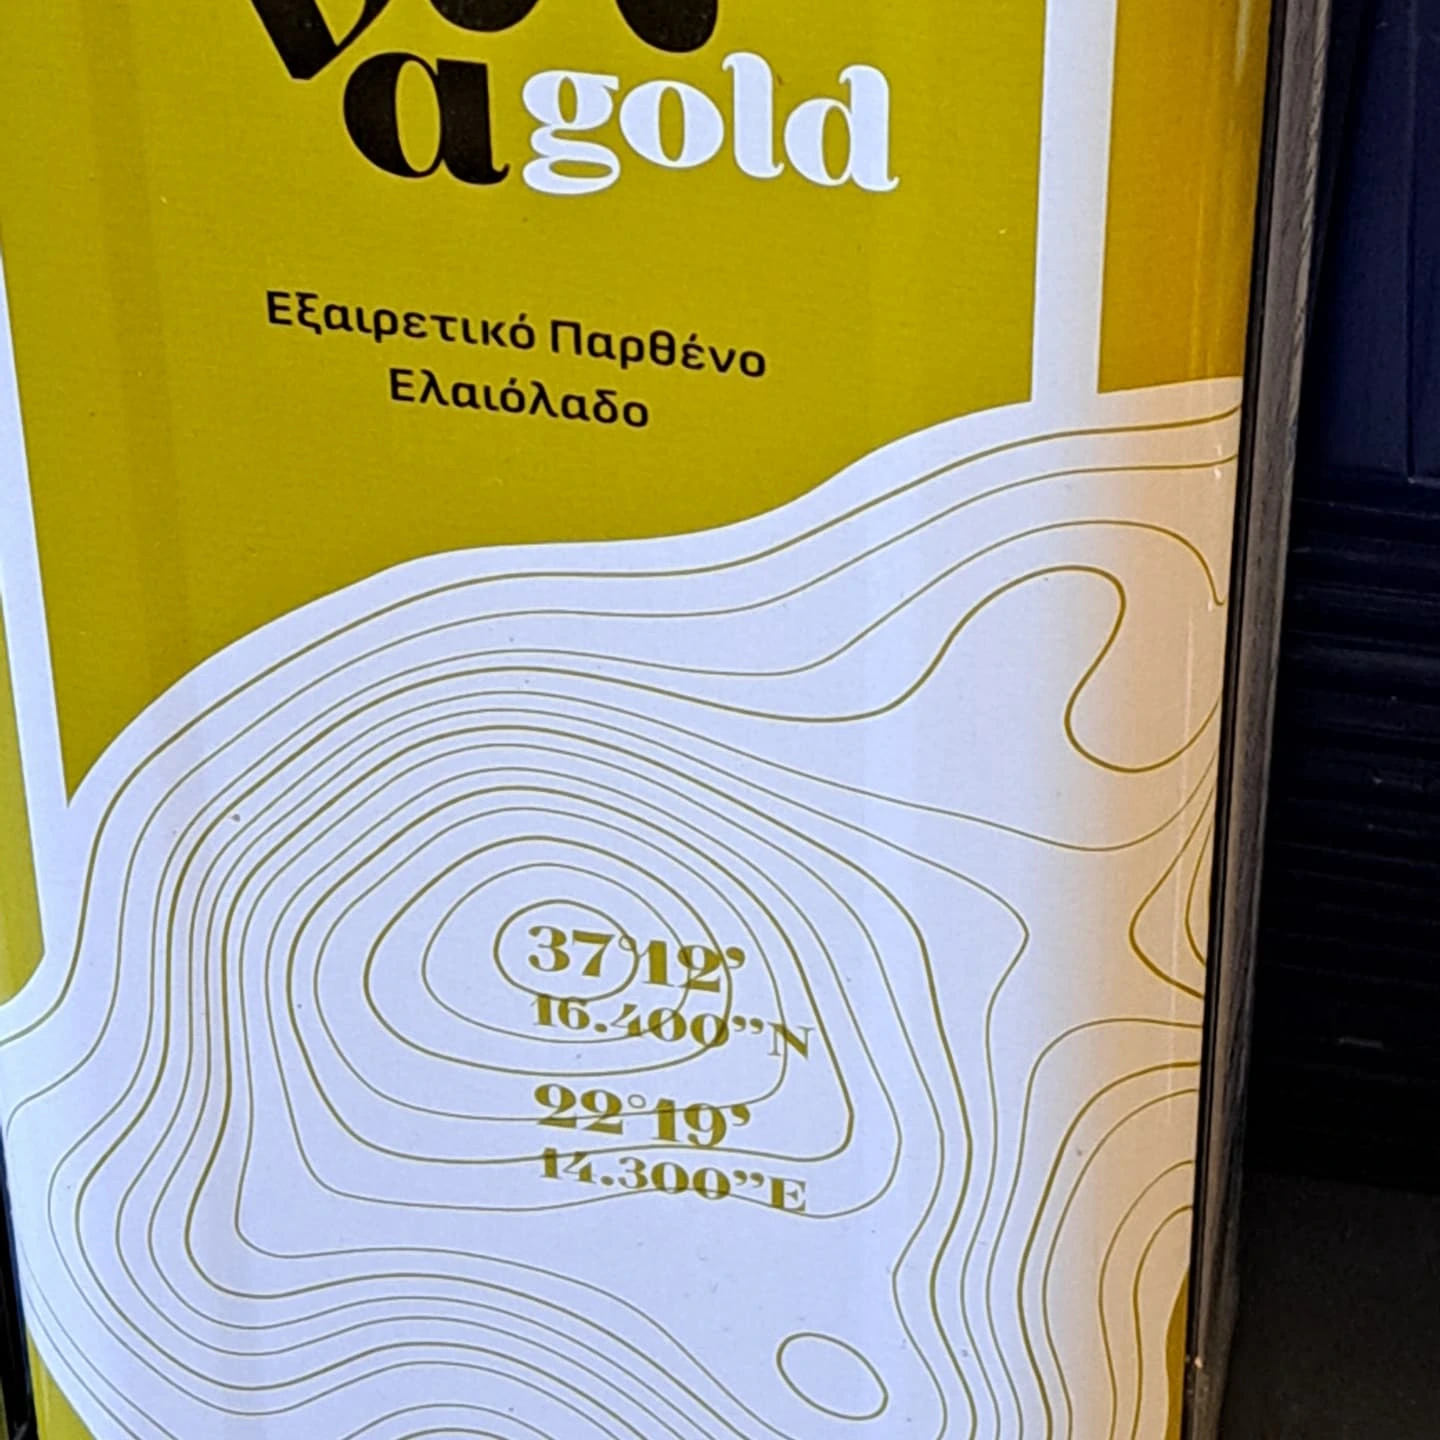 α gold
Εξαιρετικό Παρθένο
Ελαιόλαδο
37°12’
16.400”N
22°19’
14.300”E